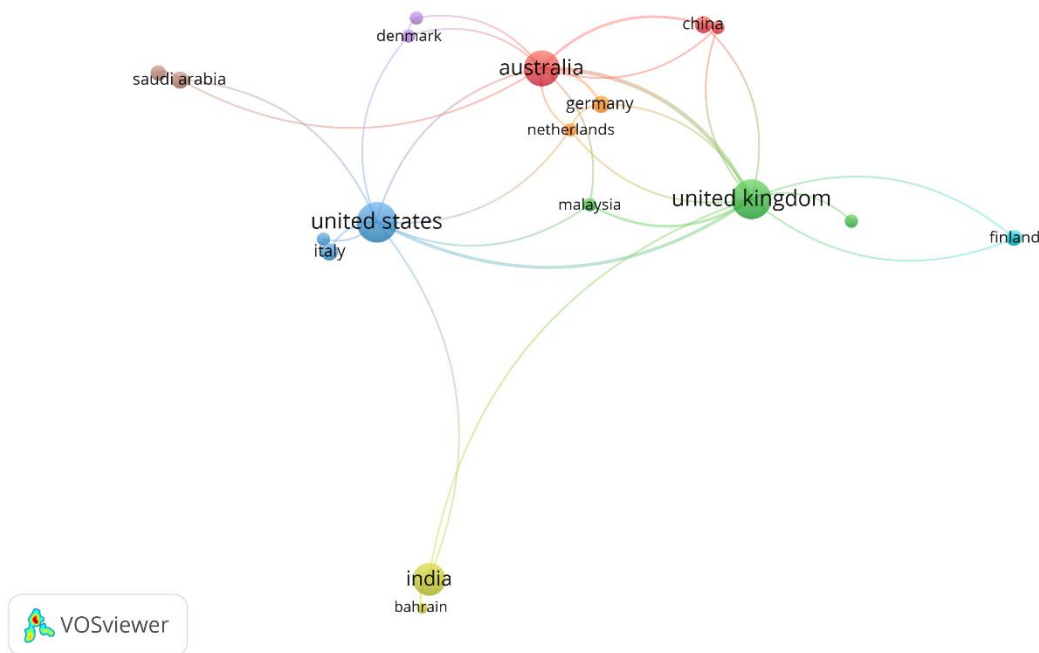 denmark
china
australia
saudi arabia
germany
netherlands
united kingdom
malaysia
united states
finland
italy
india
bahrain
VOSviewer